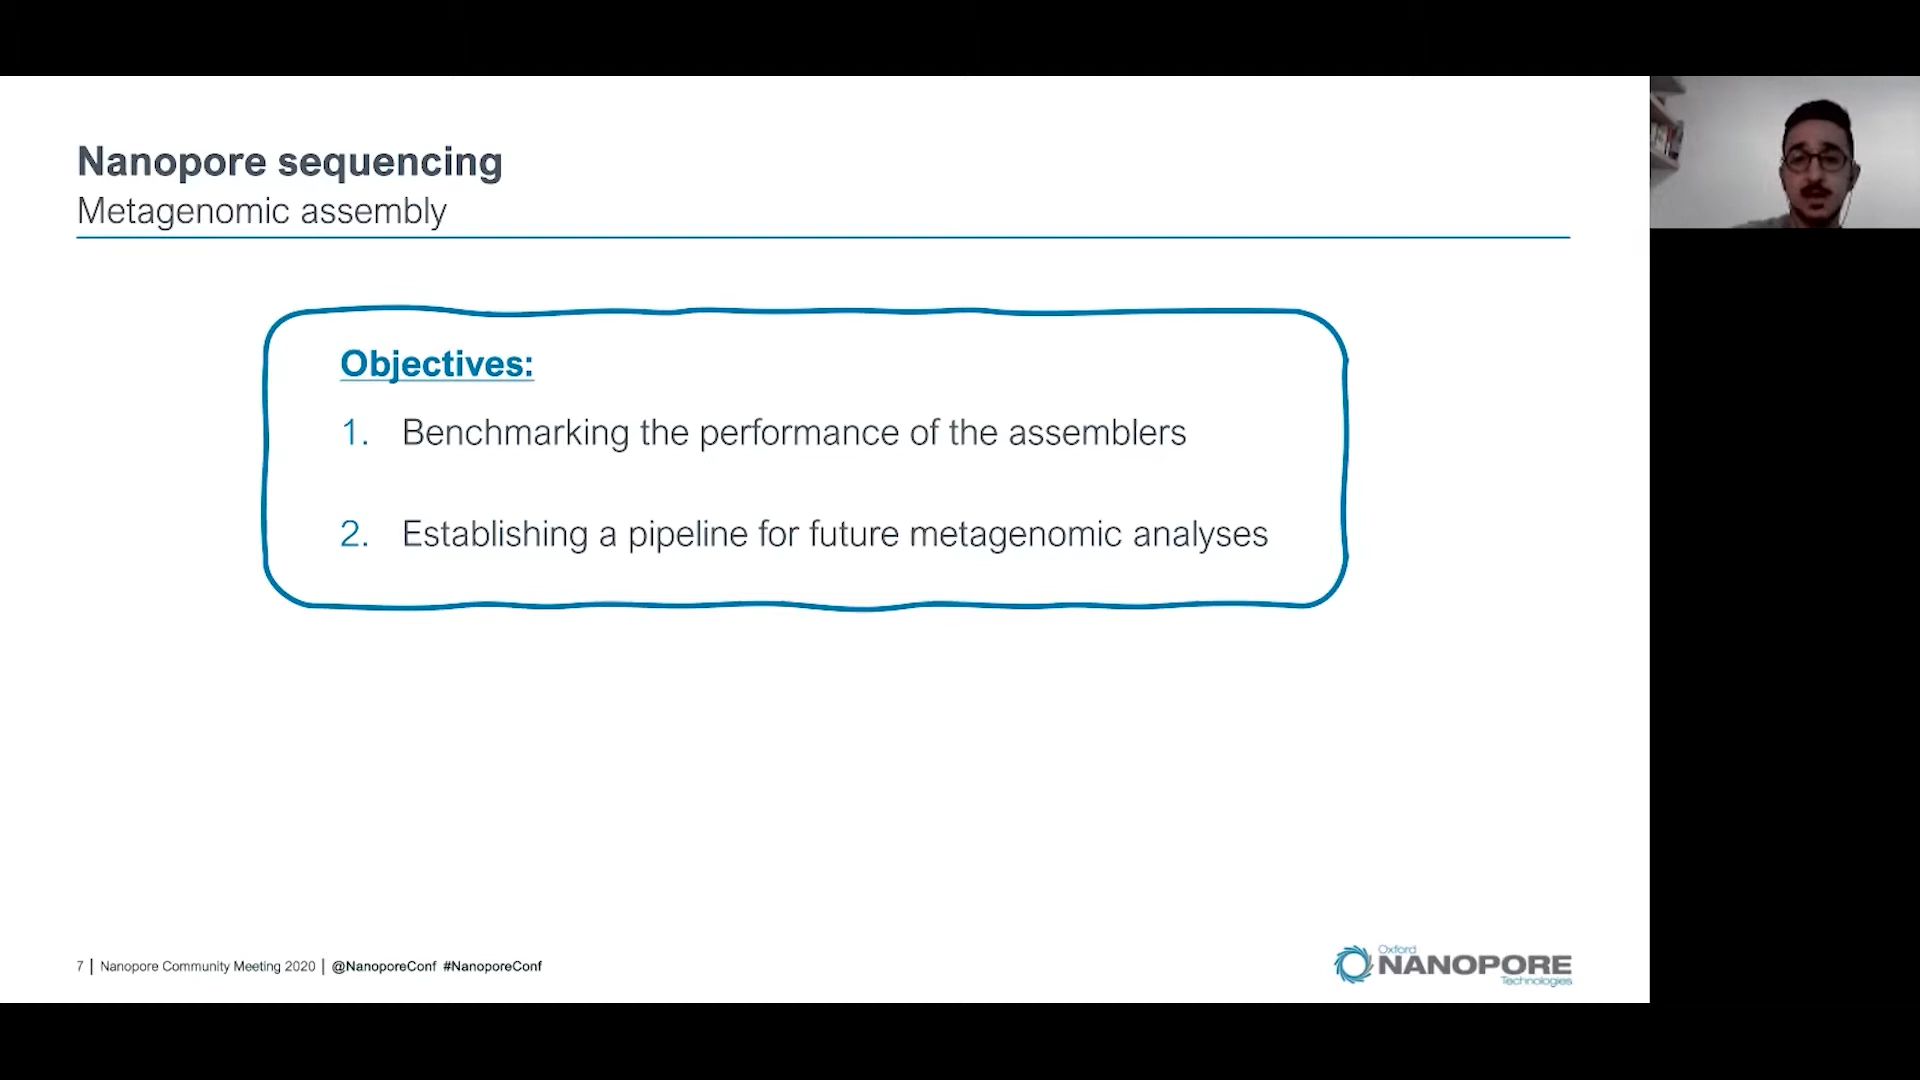 Nanopore sequencing
Metagenomic assembly
Objectives:
1. Benchmarking the performance of the assemblers
2. Establishing a pipeline for future metagenomic analyses
7 | Nanopore Community Meeting 2020 | @NanoporeConf #NanoporeConf
Oxford
NANOPORE
Technologies